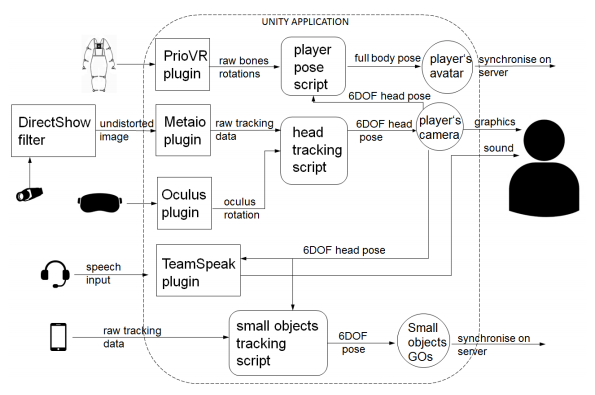 UNITY APPLICATION
PrioVR
plugin
raw bones
rotations
player
pose
script
full body pose
player's
avatar
synchronise on
server
6DOF head pose
DirectShow
filter
undistorted
image
Metaio
plugin
raw tracking
data
head
tracking
script
6DOF head
pose
player's
camera
graphics
sound
Oculus
plugin
oculus
rotation
6DOF head pose
speech
input
TeamSpeak
plugin
raw tracking
data
small objects
tracking
script
6DOF
pose
Small
objects
GOs
synchronise on
server